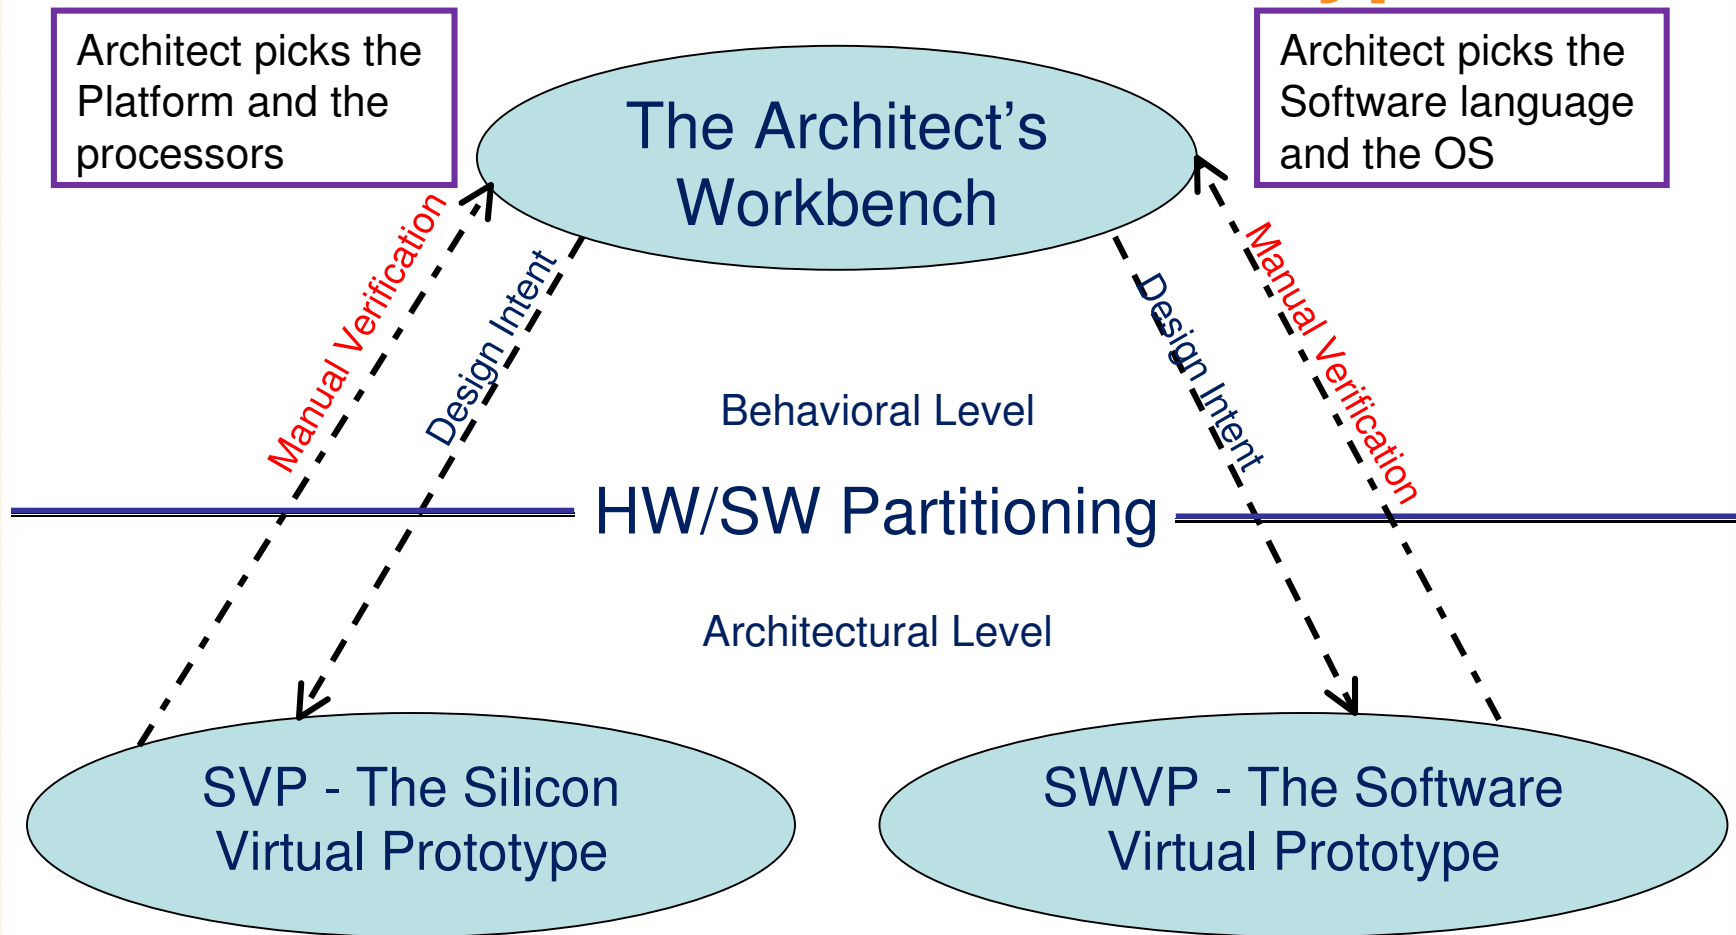 Architect picks the
Platform and the
processors
The Architect's
Workbench
Architect picks the
Software language
and the OS
Manual Verification
Design Intent
Design Intent
Manual Verification
Behavioral Level
HW/SW Partitioning
Architectural Level
SVP - The Silicon
Virtual Prototype
SWVP - The Software
Virtual Prototype